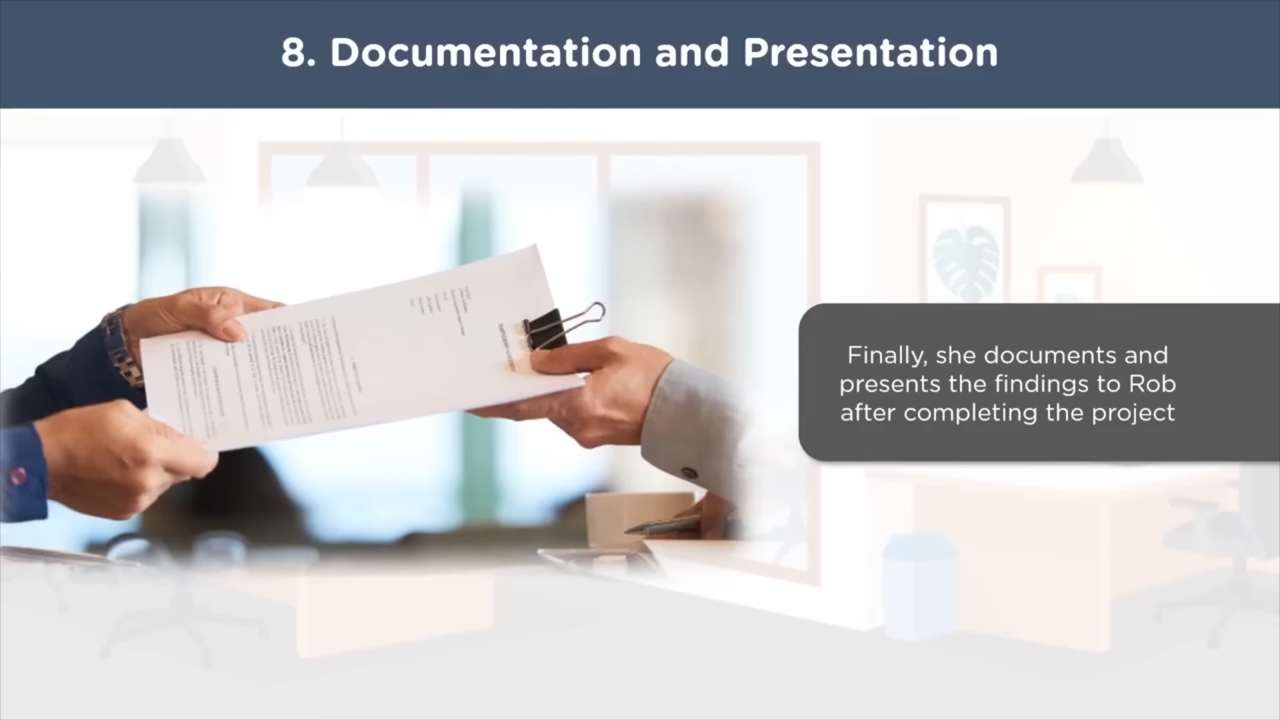 8. Documentation and Presentation
Finally, she documents and
presents the findings to Rob
after completing the project